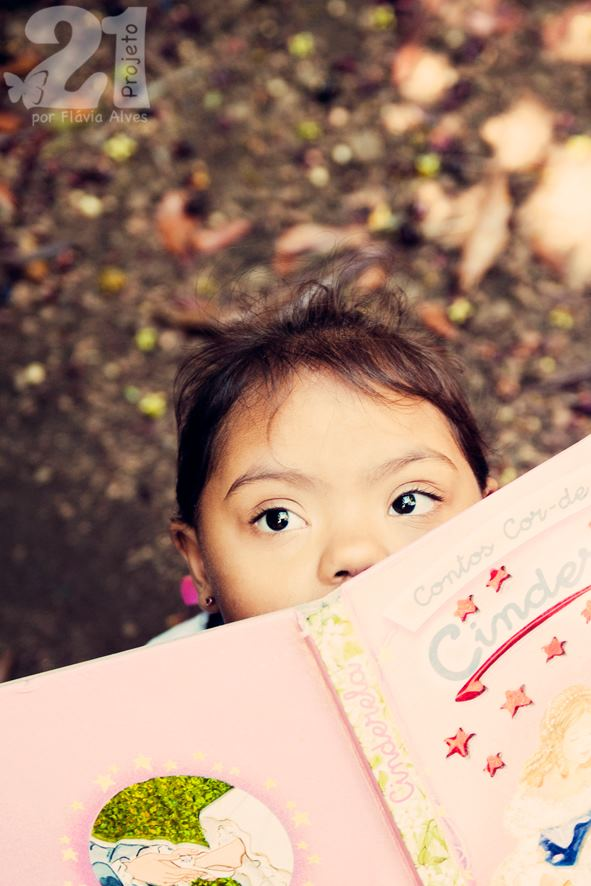 21
Projeto
por Flávia Alves
Contos Cor-de
Cinder
Cinderela